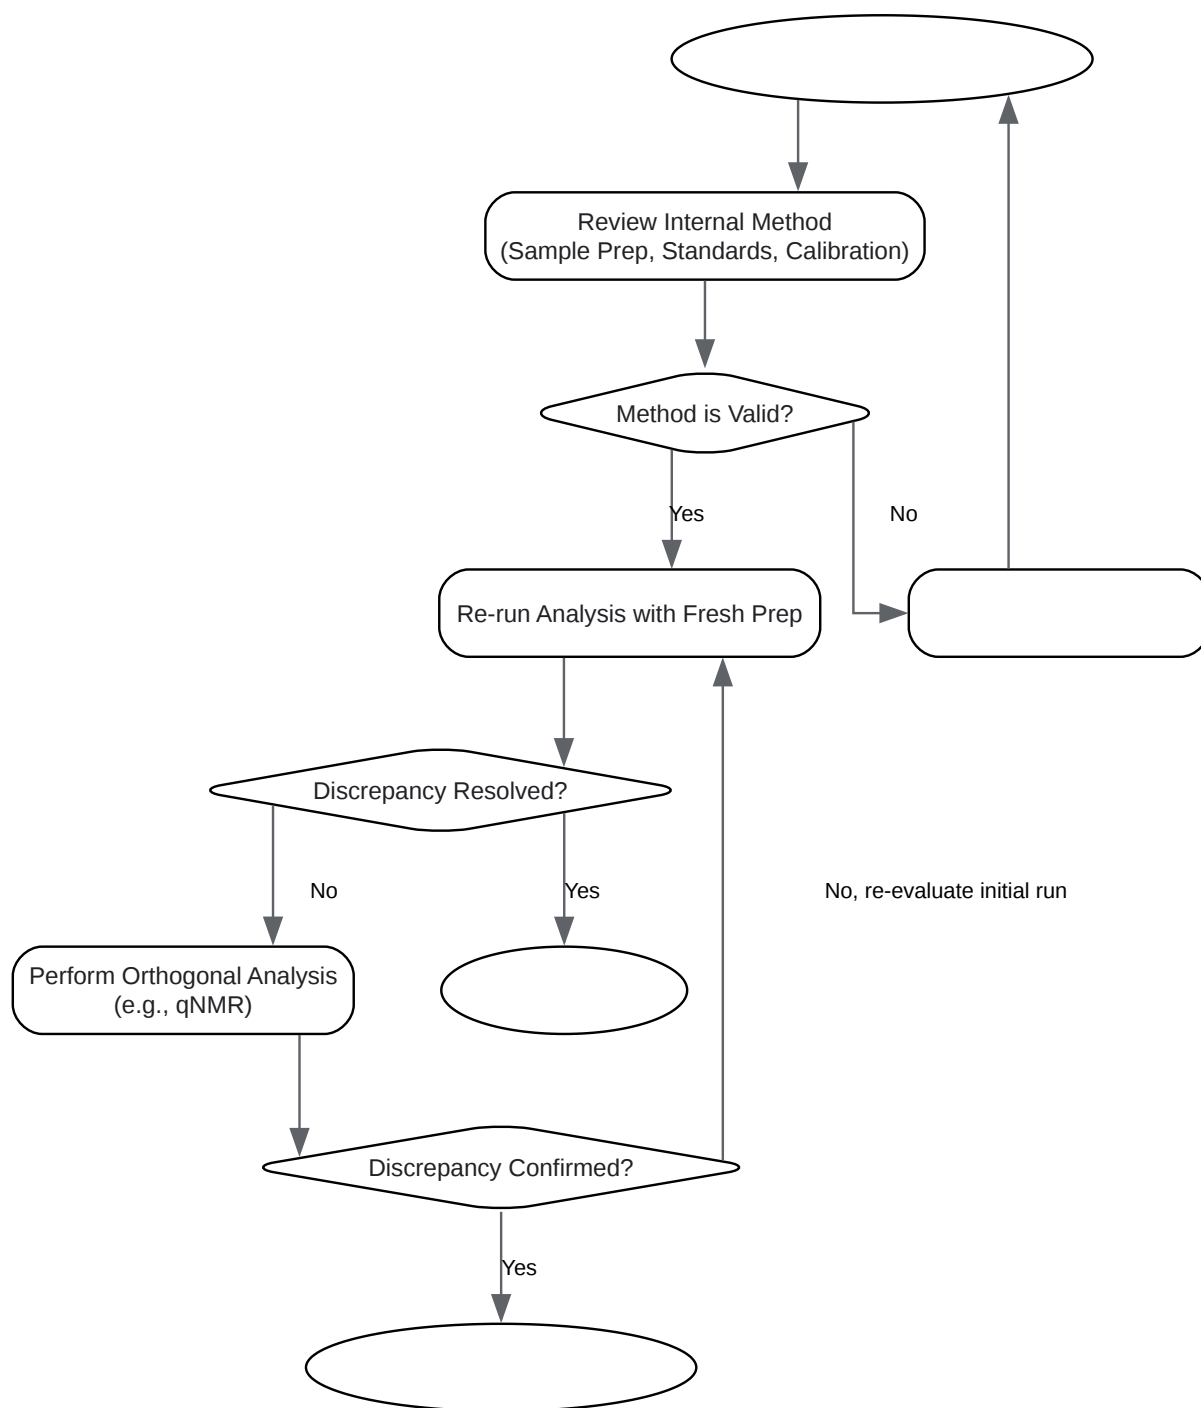 Review Internal Method
(Sample Prep, Standards, Calibration)
Method is Valid?
Yes
No
Re-run Analysis with Fresh Prep
Discrepancy Resolved?
No
Yes
No, re-evaluate initial run
Perform Orthogonal Analysis
(e.g., qNMR)
Discrepancy Confirmed?
Yes